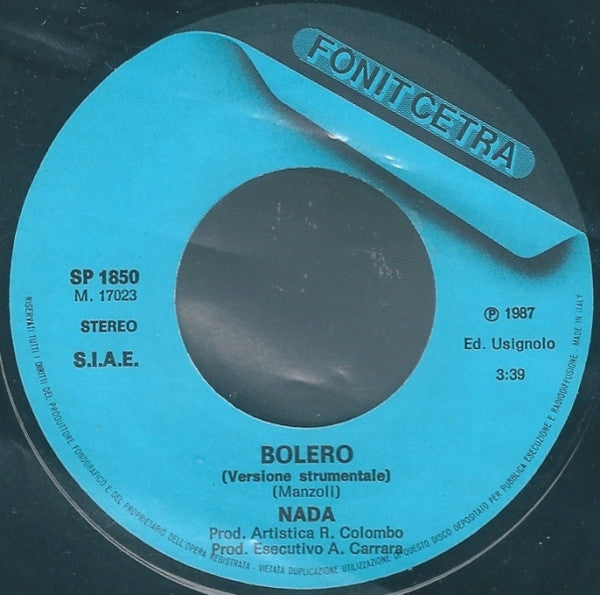 FONIT CETRA
SP 1850
M. 17023
STEREO
S.I.A.E.
℗ 1987
Ed. Usignolo
3:39
BOLERO
(Versione strumentale)
(Manzoli)
NADA
Prod. Artistica R. Colombo
Prod. Esecutivo A. Carrara
RISERVATI TUTTI I DIRITTI DEL PRODUTTORE FONOGRAFICO E DEL PROPRIETARIO DELL'OPERA REGISTRATA - VIETATA DUPLICAZIONE UTILIZZAZIONE DI QUESTO DISCO DEPOSITATO PER PUBBLICA ESECUZIONE E RADIODIFFUSIONE - MADE IN ITALY